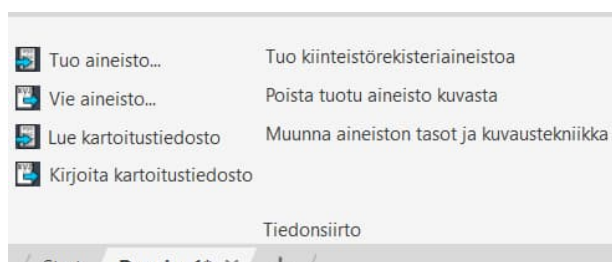 Tuo aineisto...
Vie aineisto...
Lue kartoitustiedosto
Kirjoita kartoitustiedosto
Tuo kiinteistörekisteriaineistoa
Poista tuotu aineisto kuvasta
Muunna aineiston tasot ja kuvaustekniikka
Tiedonsiirto